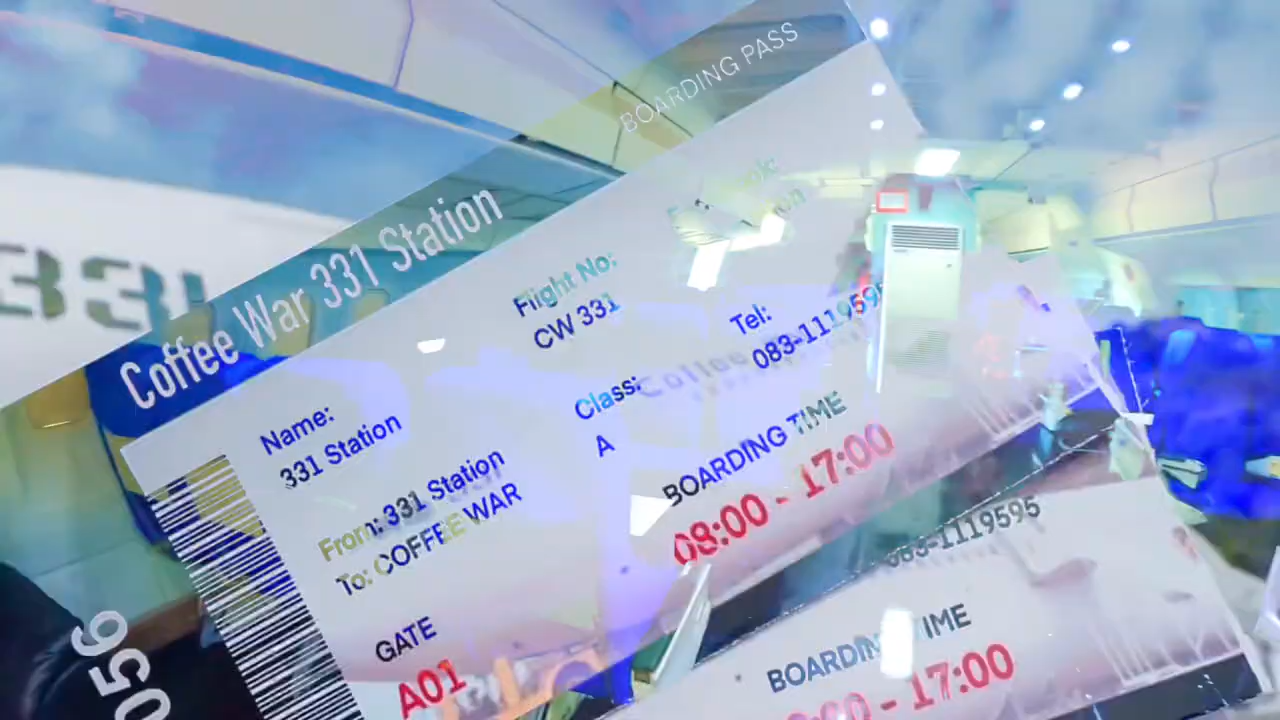 BOARDING PASS
331
Coffee War 331 Station
Flight No:
CW 331
Tel:
083-1119595
Name:
331 Station
Class:
A
Coffee
From: 331 Station
To: COFFEE WAR
BOARDING TIME
08:00 - 17:00
GATE
A01
056
083-1119595
BOARDING TIME
:00 - 17:00